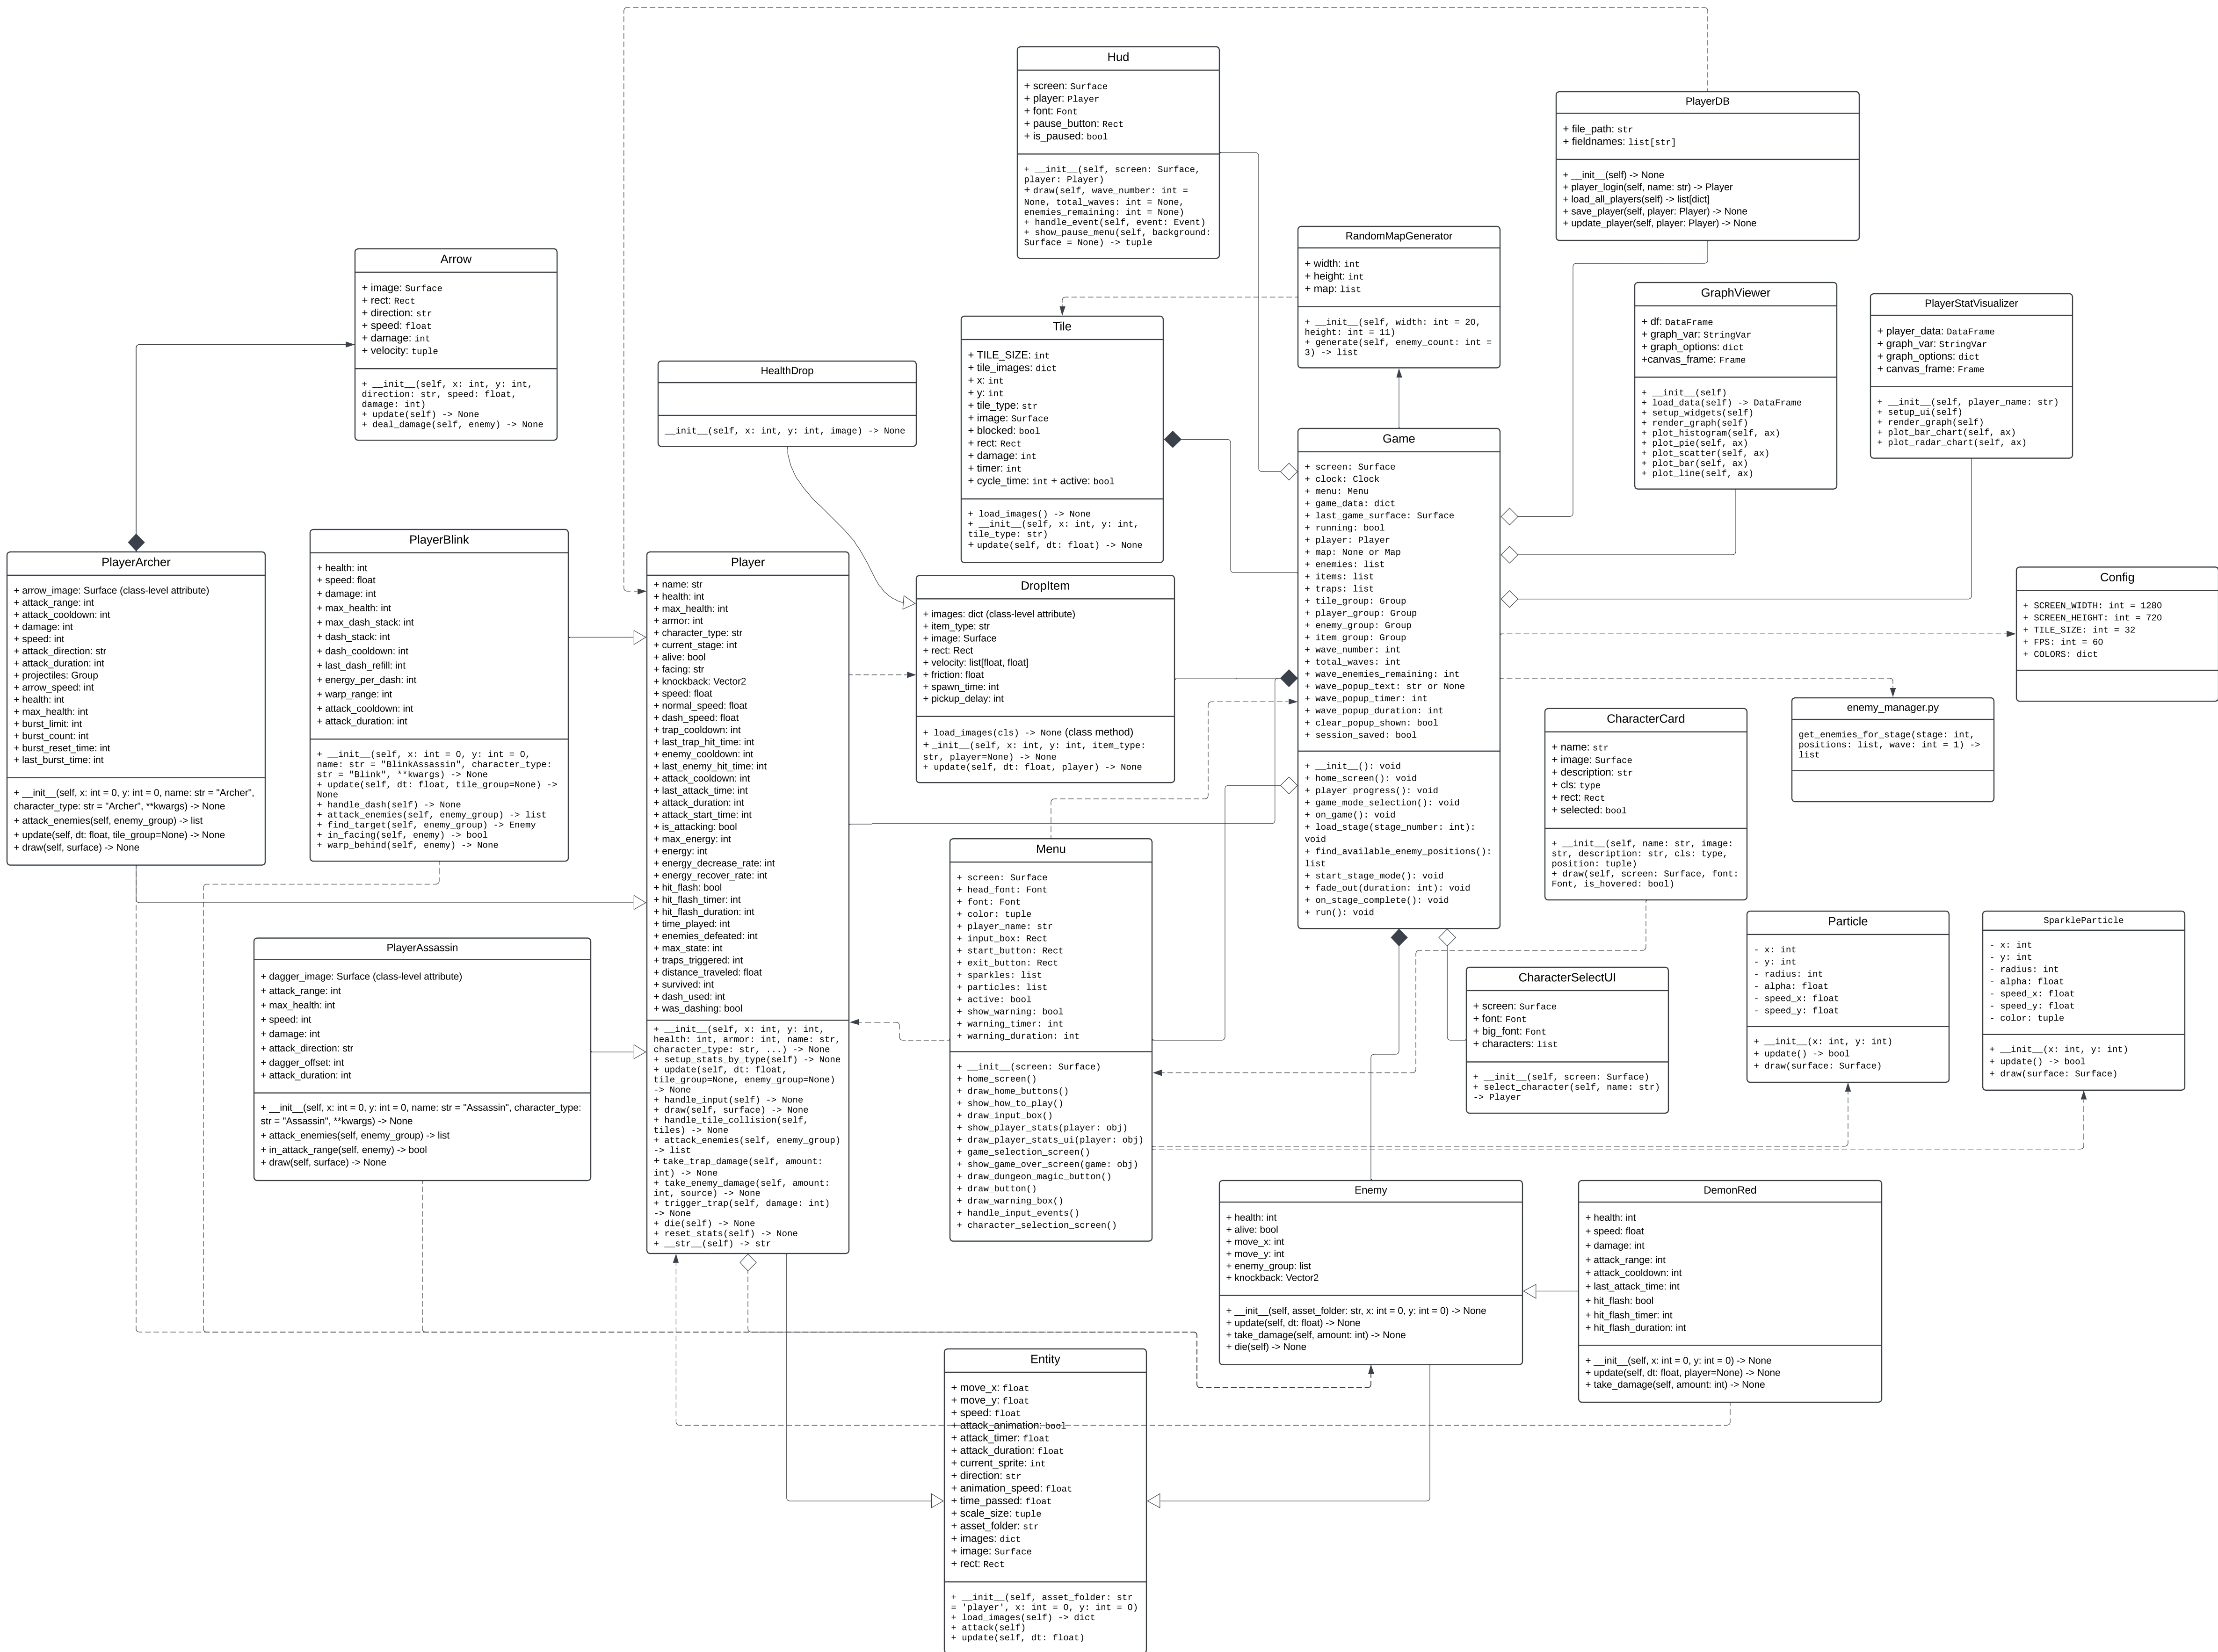 Hud
+ screen: Surface
+ player: Player
+ font: Font
+ pause_button: Rect
+ is_paused: bool
+ __init__(self, screen: Surface,
player: Player)
+ draw(self, wave_number: int =
None, total_waves: int = None,
enemies_remaining: int = None)
+ handle_event(self, event: Event)
+ show_pause_menu(self, background:
Surface = None) -> tuple
PlayerDB
+ file_path: str
+ fieldnames: list[str]
+ __init__(self) -> None
+ player_login(self, name: str) -> Player
+ load_all_players(self) -> list[dict]
+ save_player(self, player: Player) -> None
+ update_player(self, player: Player) -> None
RandomMapGenerator
+ width: int
+ height: int
+ map: list
+ __init__(self, width: int = 20,
height: int = 11)
+ generate(self, enemy_count: int =
3) -> list
Arrow
+ image: Surface
+ rect: Rect
+ direction: str
+ speed: float
+ damage: int
+ velocity: tuple
+ __init__(self, x: int, y: int,
direction: str, speed: float,
damage: int)
+ update(self) -> None
+ deal_damage(self, enemy) -> None
GraphViewer
+ df: DataFrame
+ graph_var: StringVar
+ graph_options: dict
+canvas_frame: Frame
+ __init__(self)
+ load_data(self) -> DataFrame
+ setup_widgets(self)
+ render_graph(self)
+ plot_histogram(self, ax)
+ plot_pie(self, ax)
+ plot_scatter(self, ax)
+ plot_bar(self, ax)
+ plot_line(self, ax)
PlayerStatVisualizer
+ player_data: DataFrame
+ graph_var: StringVar
+ graph_options: dict
+ canvas_frame: Frame
+ __init__(self, player_name: str)
+ setup_ui(self)
+ render_graph(self)
+ plot_bar_chart(self, ax)
+ plot_radar_chart(self, ax)
Tile
+ TILE_SIZE: int
+ tile_images: dict
+ x: int
+ y: int
+ tile_type: str
+ image: Surface
+ blocked: bool
+ rect: Rect
+ damage: int
+ timer: int
+ cycle_time: int + active: bool
+ load_images() -> None
+ __init__(self, x: int, y: int,
tile_type: str)
+ update(self, dt: float) -> None
HealthDrop
__init__(self, x: int, y: int, image) -> None
Game
+ screen: Surface
+ clock: Clock
+ menu: Menu
+ game_data: dict
+ last_game_surface: Surface
+ running: bool
+ player: Player
+ map: None or Map
+ enemies: list
+ items: list
+ traps: list
+ tile_group: Group
+ player_group: Group
+ enemy_group: Group
+ item_group: Group
+ wave_number: int
+ total_waves: int
+ wave_enemies_remaining: int
+ wave_popup_text: str or None
+ wave_popup_timer: int
+ wave_popup_duration: int
+ clear_popup_shown: bool
+ session_saved: bool
+ __init__(): void
+ home_screen(): void
+ player_progress(): void
+ game_mode_selection(): void
+ on_game(): void
+ load_stage(stage_number: int):
void
+ find_available_enemy_positions():
list
+ start_stage_mode(): void
+ fade_out(duration: int): void
+ on_stage_complete(): void
+ run(): void
PlayerBlink
+ health: int
+ speed: float
+ damage: int
+ max_health: int
+ max_dash_stack: int
+ dash_stack: int
+ dash_cooldown: int
+ last_dash_refill: int
+ energy_per_dash: int
+ warp_range: int
+ attack_cooldown: int
+ attack_duration: int
+ __init__(self, x: int = 0, y: int = 0,
name: str = "BlinkAssassin", character_type:
str = "Blink", **kwargs) -> None
+ update(self, dt: float, tile_group=None) ->
None
+ handle_dash(self) -> None
+ attack_enemies(self, enemy_group) -> list
+ find_target(self, enemy_group) -> Enemy
+ in_facing(self, enemy) -> bool
+ warp_behind(self, enemy) -> None
PlayerArcher
+ arrow_image: Surface (class-level attribute)
+ attack_range: int
+ attack_cooldown: int
+ damage: int
+ speed: int
+ attack_direction: str
+ attack_duration: int
+ projectiles: Group
+ arrow_speed: int
+ health: int
+ max_health: int
+ burst_limit: int
+ burst_count: int
+ burst_reset_time: int
+ last_burst_time: int
+ __init__(self, x: int = 0, y: int = 0, name: str = "Archer",
character_type: str = "Archer", **kwargs) -> None
+ attack_enemies(self, enemy_group) -> list
+ update(self, dt: float, tile_group=None) -> None
+ draw(self, surface) -> None
Player
+ name: str
+ health: int
+ max_health: int
+ armor: int
+ character_type: str
+ current_stage: int
+ alive: bool
+ facing: str
+ knockback: Vector2
+ speed: float
+ normal_speed: float
+ dash_speed: float
+ trap_cooldown: int
+ last_trap_hit_time: int
+ enemy_cooldown: int
+ last_enemy_hit_time: int
+ attack_cooldown: int
+ last_attack_time: int
+ attack_duration: int
+ attack_start_time: int
+ is_attacking: bool
+ max_energy: int
+ energy: int
+ energy_decrease_rate: int
+ energy_recover_rate: int
+ hit_flash: bool
+ hit_flash_timer: int
+ hit_flash_duration: int
+ time_played: int
+ enemies_defeated: int
+ max_state: int
+ traps_triggered: int
+ distance_traveled: float
+ survived: int
+ dash_used: int
+ was_dashing: bool
+ __init__(self, x: int, y: int,
health: int, armor: int, name: str,
character_type: str, ...) -> None
+ setup_stats_by_type(self) -> None
+ update(self, dt: float,
tile_group=None, enemy_group=None)
-> None
+ handle_input(self) -> None
+ draw(self, surface) -> None
+ handle_tile_collision(self,
tiles) -> None
+ attack_enemies(self, enemy_group)
-> list
+ take_trap_damage(self, amount:
int) -> None
+ take_enemy_damage(self, amount:
int, source) -> None
+ trigger_trap(self, damage: int)
-> None
+ die(self) -> None
+ reset_stats(self) -> None
+ __str__(self) -> str
DropItem
+ images: dict (class-level attribute)
+ item_type: str
+ image: Surface
+ rect: Rect
+ velocity: list[float, float]
+ friction: float
+ spawn_time: int
+ pickup_delay: int
+ load_images(cls) -> None (class method)
+ _init__(self, x: int, y: int, item_type:
str, player=None) -> None
+ update(self, dt: float, player) -> None
Config
+ SCREEN_WIDTH: int = 1280
+ SCREEN_HEIGHT: int = 720
+ TILE_SIZE: int = 32
+ FPS: int = 60
+ COLORS: dict
enemy_manager.py
get_enemies_for_stage(stage: int,
positions: list, wave: int = 1) ->
list
CharacterCard
+ name: str
+ image: Surface
+ description: str
+ cls: type
+ rect: Rect
+ selected: bool
+ __init__(self, name: str, image:
str, description: str, cls: type,
position: tuple)
+ draw(self, screen: Surface, font:
Font, is_hovered: bool)
Menu
+ screen: Surface
+ head_font: Font
+ font: Font
+ color: tuple
+ player_name: str
+ input_box: Rect
+ start_button: Rect
+ exit_button: Rect
+ sparkles: list
+ particles: list
+ active: bool
+ show_warning: bool
+ warning_timer: int
+ warning_duration: int
+ __init__(screen: Surface)
+ home_screen()
+ draw_home_buttons()
+ show_how_to_play()
+ draw_input_box()
+ show_player_stats(player: obj)
+ draw_player_stats_ui(player: obj)
+ game_selection_screen()
+ show_game_over_screen(game: obj)
+ draw_dungeon_magic_button()
+ draw_button()
+ draw_warning_box()
+ handle_input_events()
+ character_selection_screen()
PlayerAssassin
+ dagger_image: Surface (class-level attribute)
+ attack_range: int
+ max_health: int
+ speed: int
+ damage: int
+ attack_direction: str
+ dagger_offset: int
+ attack_duration: int
+ __init__(self, x: int = 0, y: int = 0, name: str = "Assassin", character_type:
str = "Assassin", **kwargs) -> None
+ attack_enemies(self, enemy_group) -> list
+ in_attack_range(self, enemy) -> bool
+ draw(self, surface) -> None
CharacterSelectUI
+ screen: Surface
+ font: Font
+ big_font: Font
+ characters: list
+ __init__(self, screen: Surface)
+ select_character(self, name: str)
-> Player
Particle
- x: int
- y: int
- radius: int
- alpha: float
- speed_x: float
- speed_y: float
+ __init__(x: int, y: int)
+ update() -> bool
+ draw(surface: Surface)
SparkleParticle
- x: int
- y: int
- radius: int
- alpha: float
- speed_x: float
- speed_y: float
- color: tuple
+ __init__(x: int, y: int)
+ update() -> bool
+ draw(surface: Surface)
Enemy
+ health: int
+ alive: bool
+ move_x: int
+ move_y: int
+ enemy_group: list
+ knockback: Vector2
+ __init__(self, asset_folder: str, x: int = 0, y: int = 0) -> None
+ update(self, dt: float) -> None
+ take_damage(self, amount: int) -> None
+ die(self) -> None
DemonRed
+ health: int
+ speed: float
+ damage: int
+ attack_range: int
+ attack_cooldown: int
+ last_attack_time: int
+ hit_flash: bool
+ hit_flash_timer: int
+ hit_flash_duration: int
+ __init__(self, x: int = 0, y: int = 0) -> None
+ update(self, dt: float, player=None) -> None
+ take_damage(self, amount: int) -> None
Entity
+ move_x: float
+ move_y: float
+ speed: float
+ attack_animation: bool
+ attack_timer: float
+ attack_duration: float
+ current_sprite: int
+ direction: str
+ animation_speed: float
+ time_passed: float
+ scale_size: tuple
+ asset_folder: str
+ images: dict
+ image: Surface
+ rect: Rect
+ __init__(self, asset_folder: str
= 'player', x: int = 0, y: int = 0)
+ load_images(self) -> dict
+ attack(self)
+ update(self, dt: float)